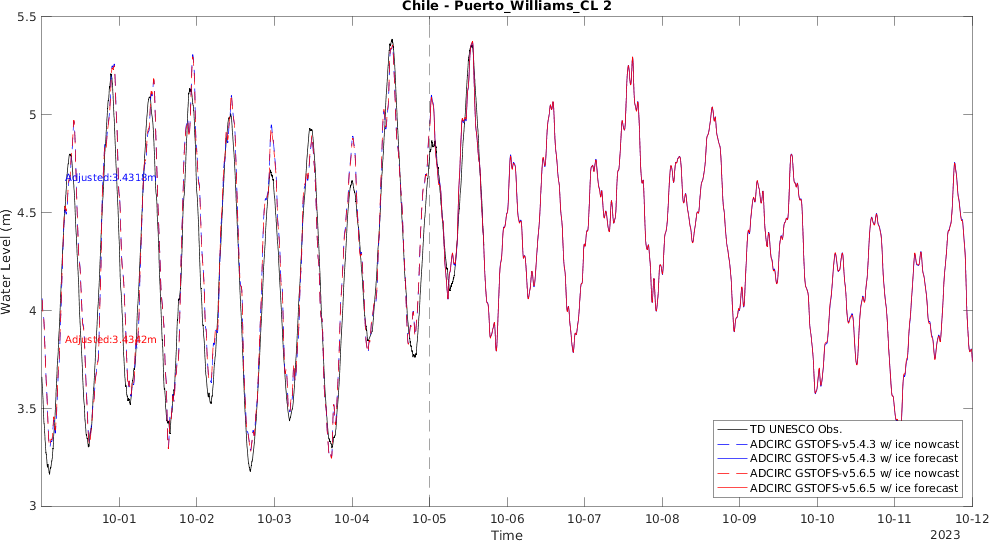 Chile - Puerto_Williams_CL 2
5.5
5
4.5
4
3.5
3
Water Level (m)
Adjusted:3.4318m
Adjusted:3.4342m
TD UNESCO Obs.
ADCIRC GSTOFS-v5.4.3 w/ ice nowcast
ADCIRC GSTOFS-v5.4.3 w/ ice forecast
ADCIRC GSTOFS-v5.6.5 w/ ice nowcast
ADCIRC GSTOFS-v5.6.5 w/ ice forecast
10-01 10-02 10-03 10-04 10-05 10-06 10-07 10-08 10-09 10-10 10-11 10-12
Time
2023